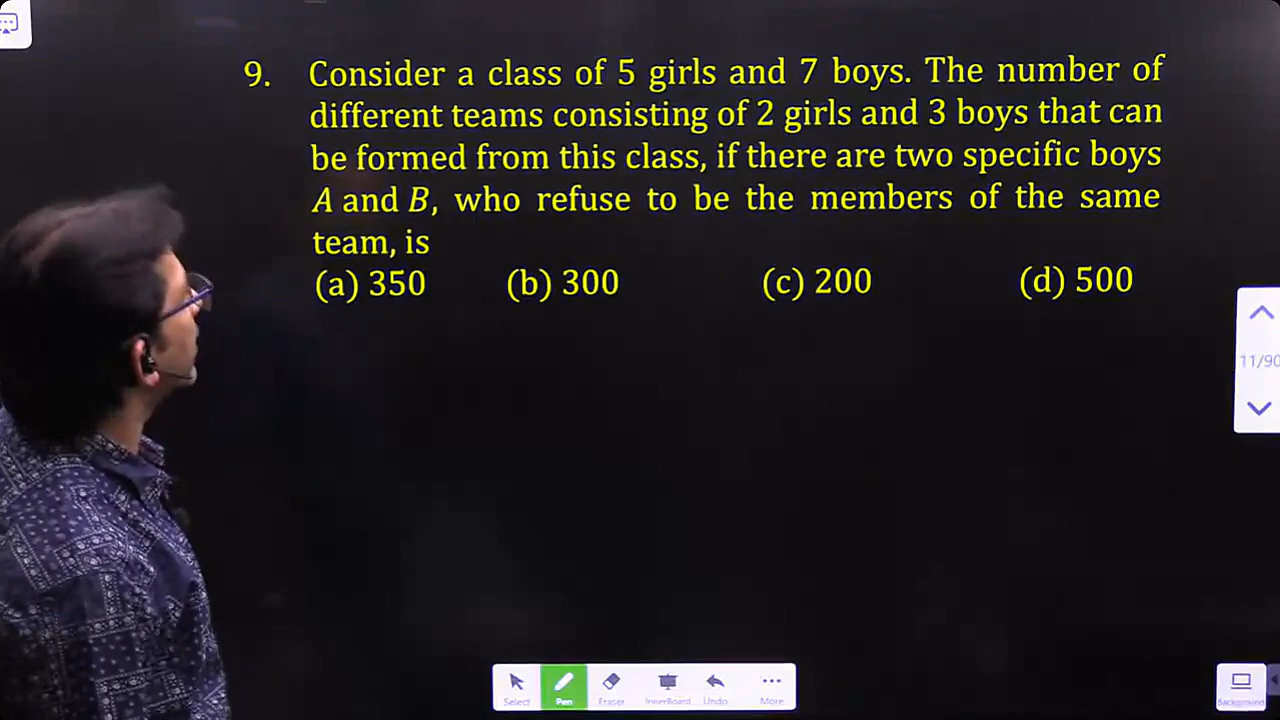 9. Consider a class of 5 girls and 7 boys. The number of
different teams consisting of 2 girls and 3 boys that can
be formed from this class, if there are two specific boys
A and B, who refuse to be the members of the same
team, is
(a) 350 (b) 300 (c) 200 (d) 500
11/90
Select Pen Eraser InnerBoard Undo More
Background